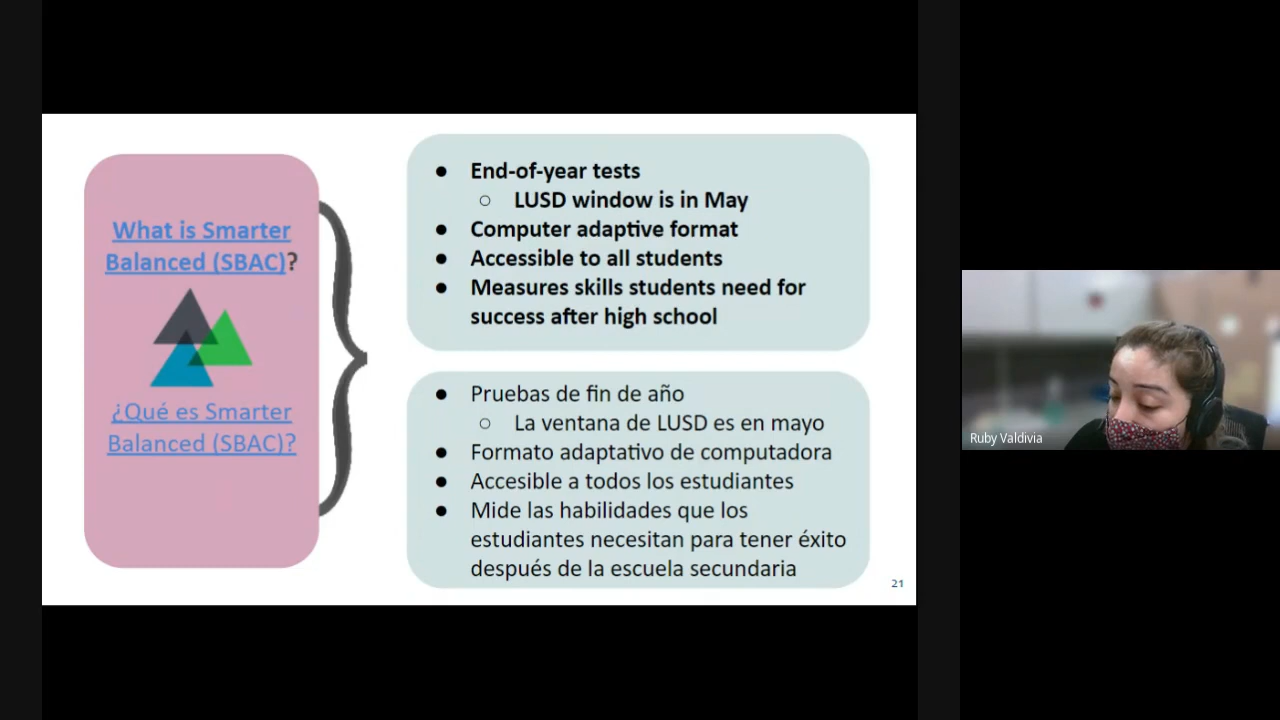 What is Smarter
Balanced (SBAC)?
¿Qué es Smarter
Balanced (SBAC)?
● End-of-year tests
○ LUSD window is in May
● Computer adaptive format
● Accessible to all students
● Measures skills students need for
success after high school
● Pruebas de fin de año
○ La ventana de LUSD es en mayo
● Formato adaptativo de computadora
● Accesible a todos los estudiantes
● Mide las habilidades que los
estudiantes necesitan para tener éxito
después de la escuela secundaria
21
Ruby Valdivia